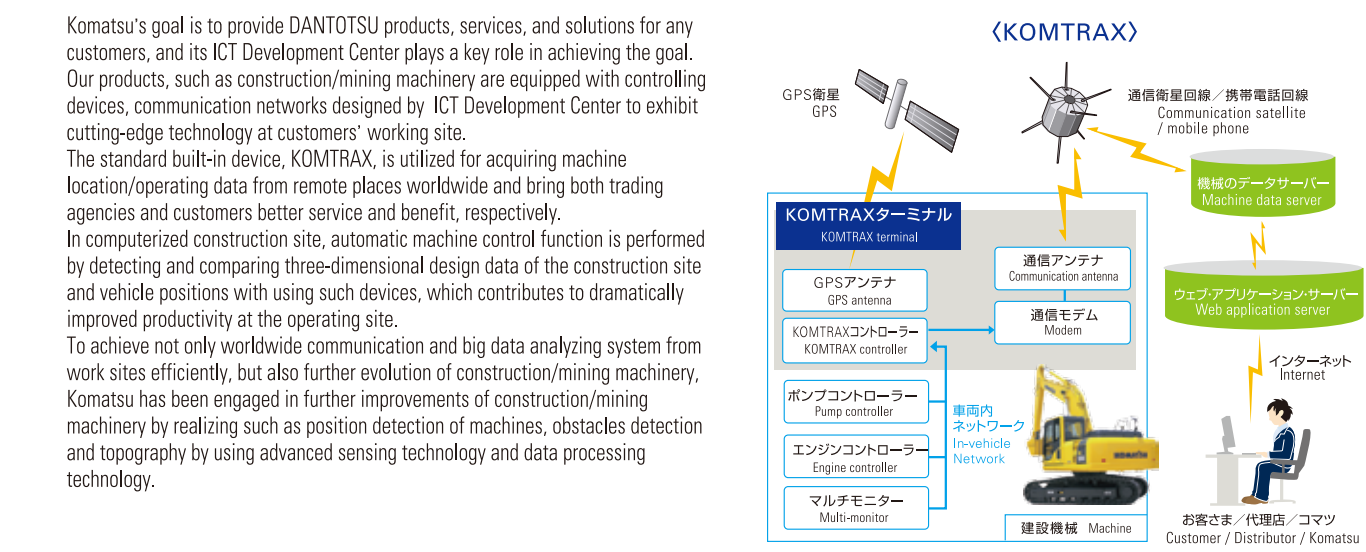 Komatsu's goal is to provide DANTOTSU products, services, and solutions for any
customers, and its ICT Development Center plays a key role in achieving the goal.
Our products, such as construction/mining machinery are equipped with controlling
devices, communication networks designed by ICT Development Center to exhibit
cutting-edge technology at customers' working site.
The standard built-in device, KOMTRAX, is utilized for acquiring machine
location/operating data from remote places worldwide and bring both trading
agencies and customers better service and benefit, respectively.
In computerized construction site, automatic machine control function is performed
by detecting and comparing three-dimensional design data of the construction site
and vehicle positions with using such devices, which contributes to dramatically
improved productivity at the operating site.
To achieve not only worldwide communication and big data analyzing system from
work sites efficiently, but also further evolution of construction/mining machinery,
Komatsu has been engaged in further improvements of construction/mining
machinery by realizing such as position detection of machines, obstacles detection
and topography by using advanced sensing technology and data processing
technology.
〈KOMTRAX〉
GPS衛星
GPS
通信衛星回線／携帯電話回線
Communication satellite
/ mobile phone
機械のデータサーバー
Machine data server
KOMTRAXターミナル
KOMTRAX terminal
通信アンテナ
Communication antenna
GPSアンテナ
GPS antenna
ウェブ・アプリケーション・サーバー
Web application server
通信モデム
Modem
KOMTRAXコントローラー
KOMTRAX controller
インターネット
Internet
ポンプコントローラー
Pump controller
車両内
ネットワーク
In-vehicle
Network
エンジンコントローラー
Engine controller
KOMATSU
マルチモニター
Multi-monitor
建設機械 Machine
お客さま／代理店／コマツ
Customer / Distributor / Komatsu